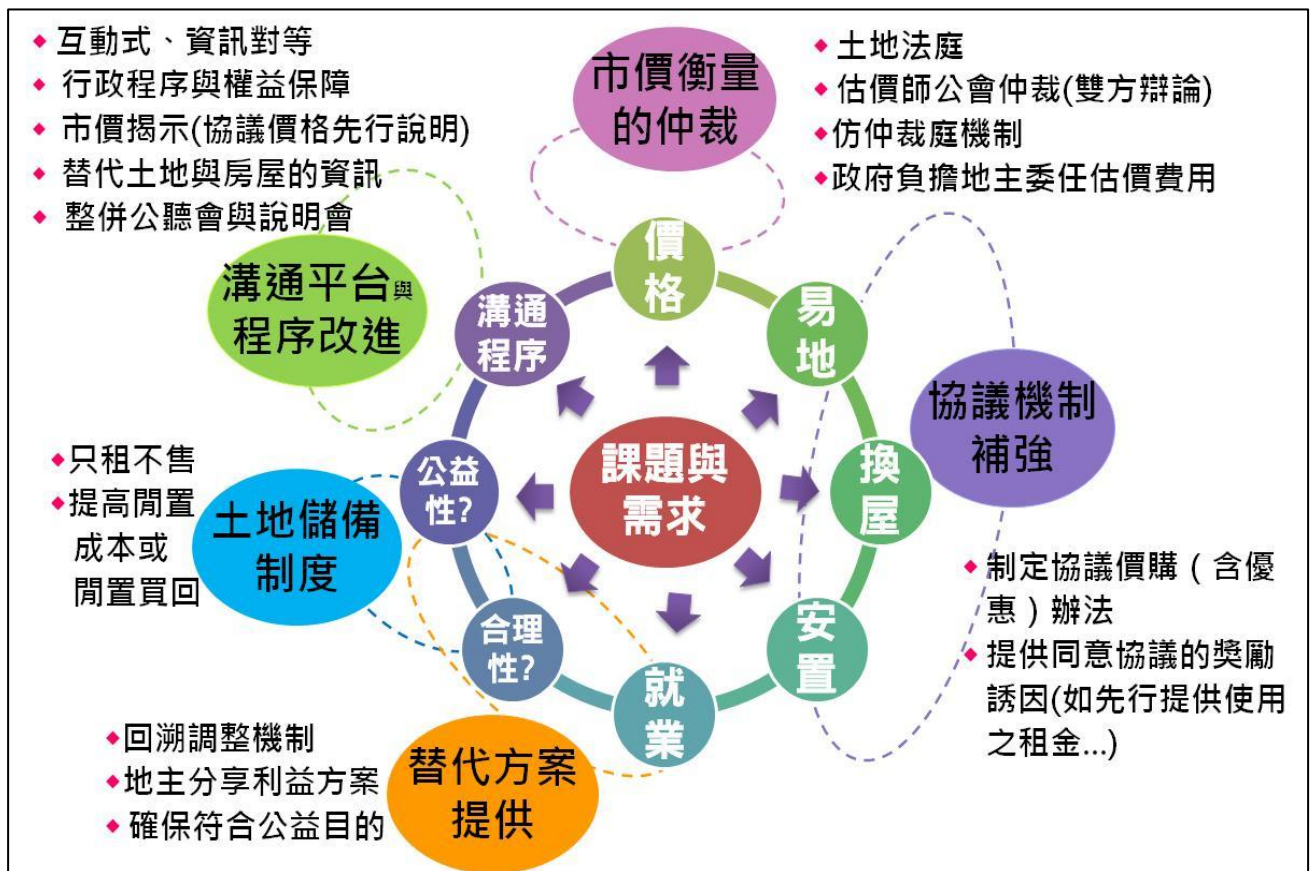 ◆ 互動式、資訊對等
◆ 行政程序與權益保障
◆ 市價揭示(協議價格先行說明)
◆ 替代土地與房屋的資訊
◆ 整併公聽會與說明會
市價衡量
的仲裁
◆ 土地法庭
◆ 估價師公會仲裁(雙方辯論)
◆ 仿仲裁庭機制
◆政府負擔地主委任估價費用
溝通平台與
程序改進
溝通
程序
價
格
易
地
協議機制
補強
課題與
需求
公益
性?
換
屋
◆只租不售
◆提高閒置
成本或
閒置買回
土地儲備
制度
合理
性?
就
業
安
置
◆ 制定協議價購（含優
惠）辦法
◆ 提供同意協議的獎勵
誘因(如先行提供使用
之租金...)
◆回溯調整機制
◆地主分享利益方案
◆確保符合公益目的
替代方案
提供